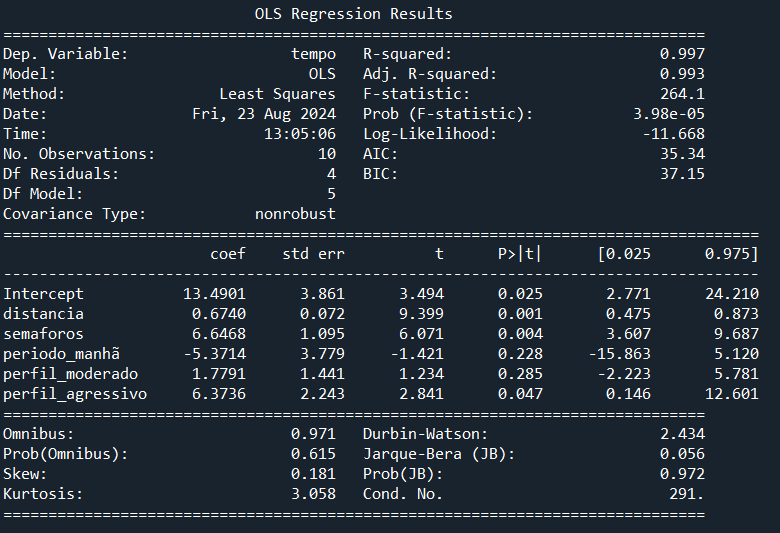 OLS Regression Results
==============================================================================
Dep. Variable:                  tempo   R-squared:                       0.997
Model:                            OLS   Adj. R-squared:                  0.993
Method:                 Least Squares   F-statistic:                     264.1
Date:                Fri, 23 Aug 2024   Prob (F-statistic):           3.98e-05
Time:                        13:05:06   Log-Likelihood:                -11.668
No. Observations:                  10   AIC:                             35.34
Df Residuals:                       4   BIC:                             37.15
Df Model:                           5
Covariance Type:            nonrobust
====================================================================================
                       coef    std err          t      P>|t|      [0.025      0.975]
------------------------------------------------------------------------------------
Intercept           13.4901      3.861      3.494      0.025       2.771      24.210
distancia            0.6740      0.072      9.399      0.001       0.475       0.873
semaforos            6.6468      1.095      6.071      0.004       3.607       9.687
periodo_manhã       -5.3714      3.779     -1.421      0.228     -15.863       5.120
perfil_moderado      1.7791      1.441      1.234      0.285      -2.223       5.781
perfil_agressivo     6.3736      2.243      2.841      0.047       0.146      12.601
==============================================================================
Omnibus:                        0.971   Durbin-Watson:                   2.434
Prob(Omnibus):                  0.615   Jarque-Bera (JB):                0.056
Skew:                           0.181   Prob(JB):                        0.972
Kurtosis:                       3.058   Cond. No.                         291.
==============================================================================